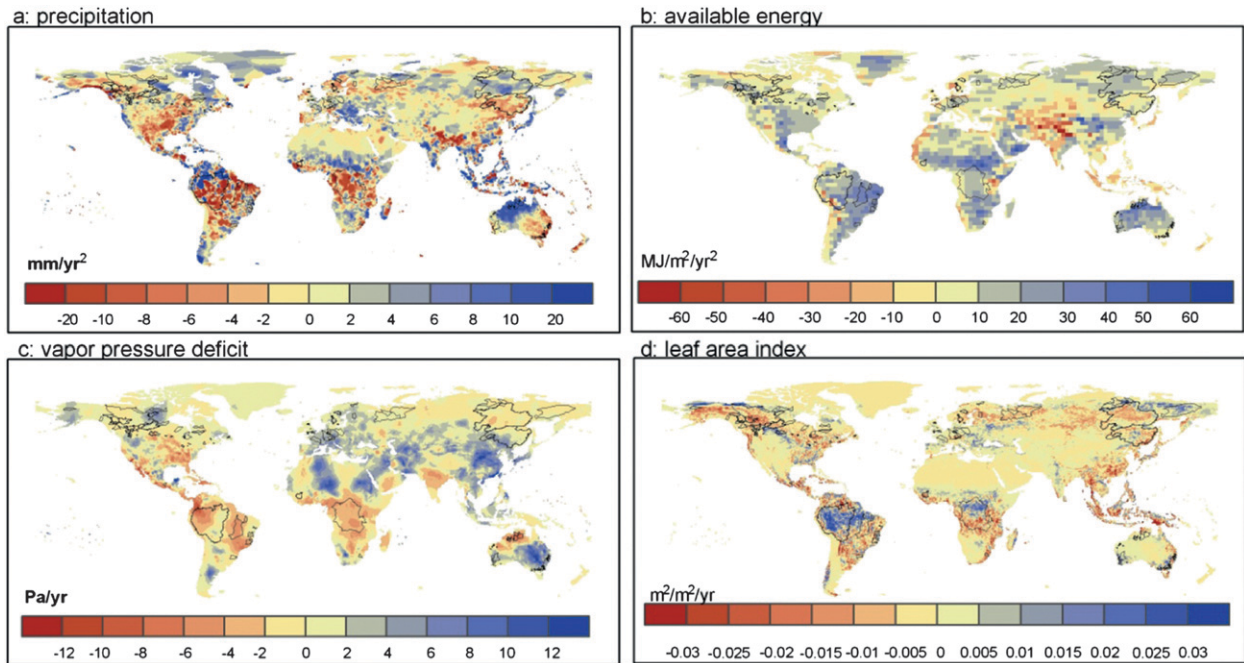 a: precipitation
b: available energy
mm/yr²
-20 -10 -8 -6 -4 -2 0 2 4 6 8 10 20
MJ/m²/yr²
-60 -50 -40 -30 -20 -10 0 10 20 30 40 50 60
c: vapor pressure deficit
d: leaf area index
Pa/yr
-12 -10 -8 -6 -4 -2 0 2 4 6 8 10 12
m²/m²/yr
-0.03 -0.025 -0.02 -0.015 -0.01 -0.005 0 0.005 0.01 0.015 0.02 0.025 0.03